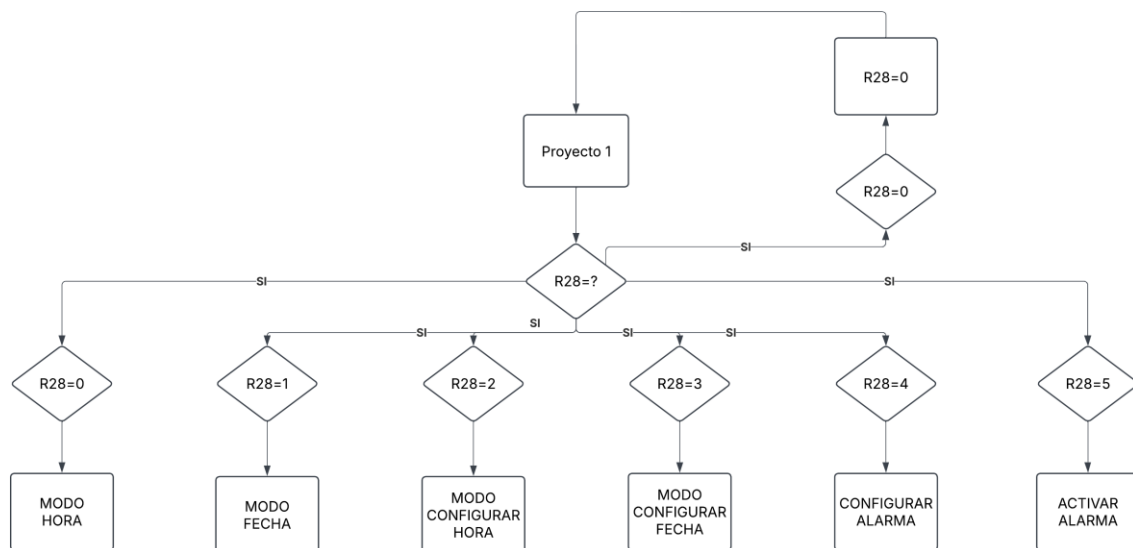 R28=0
Proyecto 1
R28=0
SI
R28=?
SI
SI
SI
SI
SI
SI
R28=0
R28=1
R28=2
R28=3
R28=4
R28=5
MODO
HORA
MODO
FECHA
MODO
CONFIGURAR
HORA
MODO
CONFIGURAR
FECHA
CONFIGURAR
ALARMA
ACTIVAR
ALARMA